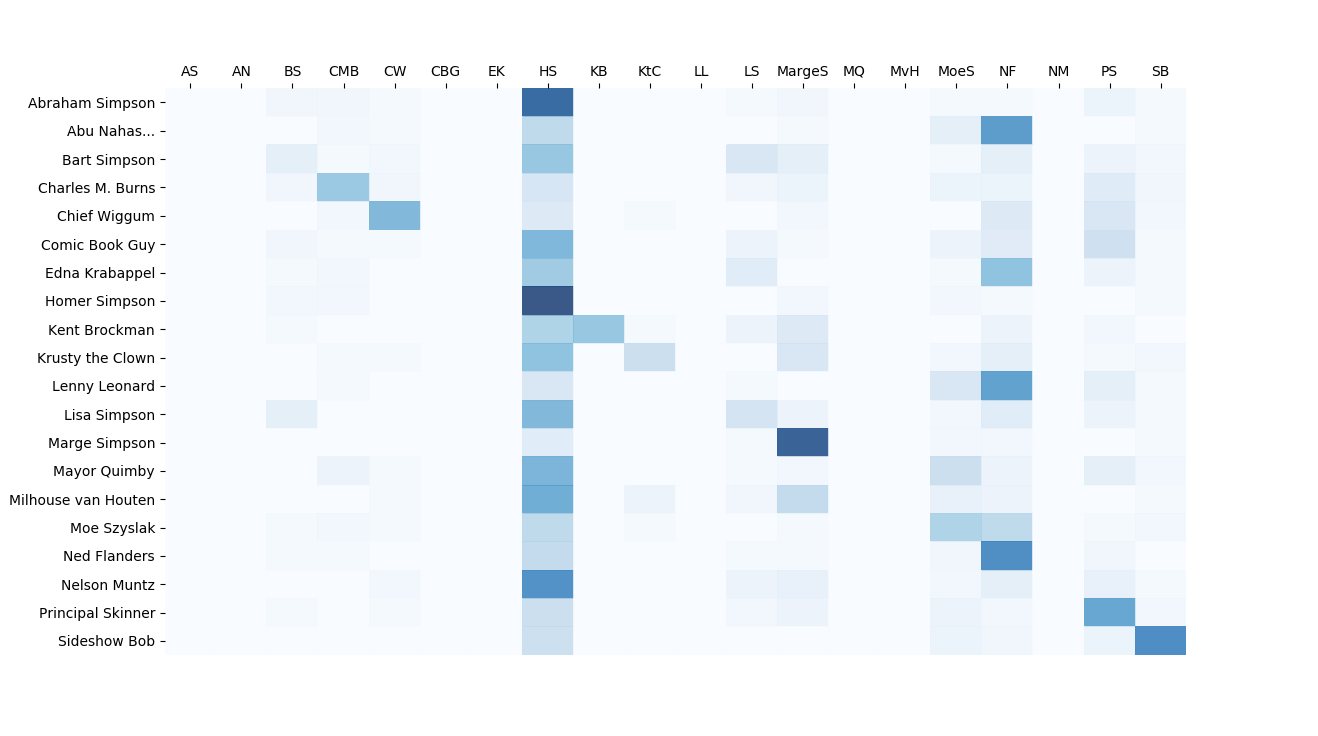 AS AN BS CMB CW CBG EK HS KB KtC LL LS MargeS MQ MvH MoeS NF NM PS SB
Abraham Simpson
Abu Nahas...
Bart Simpson
Charles M. Burns
Chief Wiggum
Comic Book Guy
Edna Krabappel
Homer Simpson
Kent Brockman
Krusty the Clown
Lenny Leonard
Lisa Simpson
Marge Simpson
Mayor Quimby
Milhouse van Houten
Moe Szyslak
Ned Flanders
Nelson Muntz
Principal Skinner
Sideshow Bob